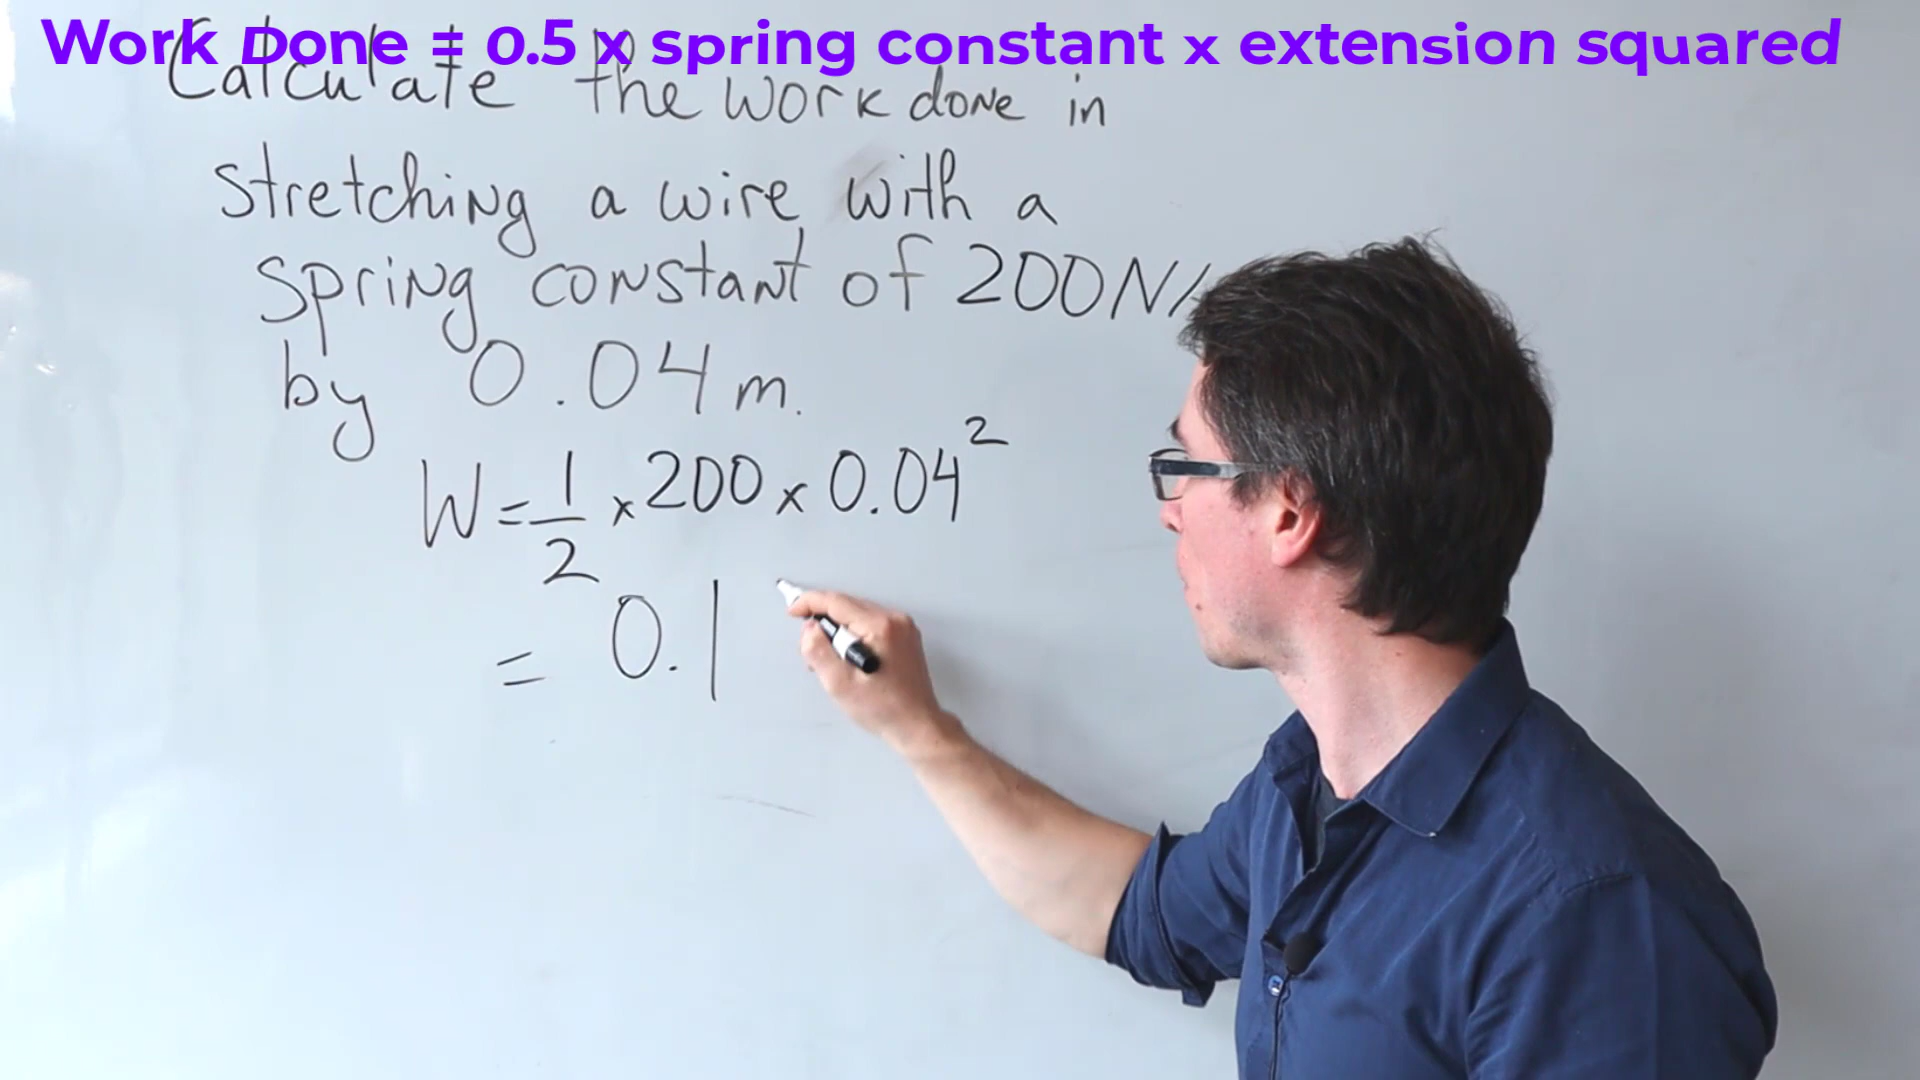 Work Done = 0.5 x spring constant x extension squared
Calculate the work done in
stretching a wire with a
spring constant of 200N/
by 0.04m.
W = 1/2 × 200 × 0.04²
= 0.1